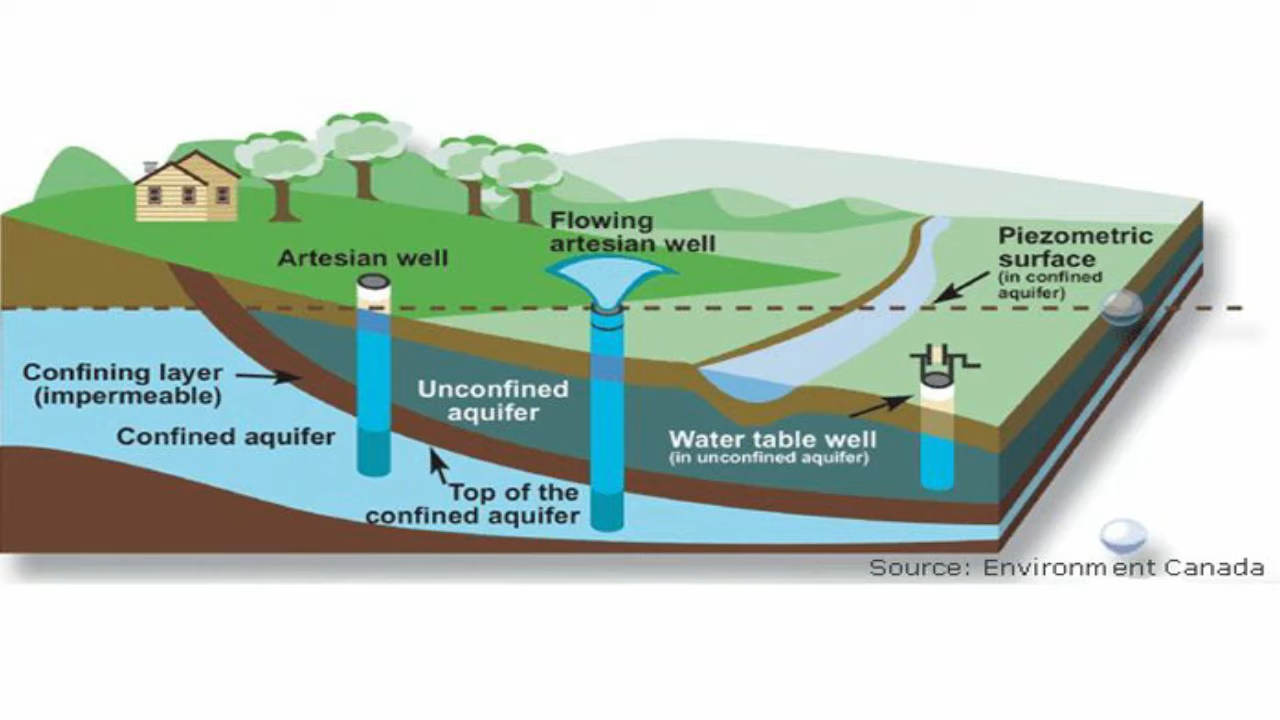 Flowing
artesian well
Artesian well
Piezometric
surface
(in confined
aquifer)
Confining layer
(impermeable)
Unconfined
aquifer
Confined aquifer
Water table well
(in unconfined aquifer)
Top of the
confined aquifer
Source: Environment Canada